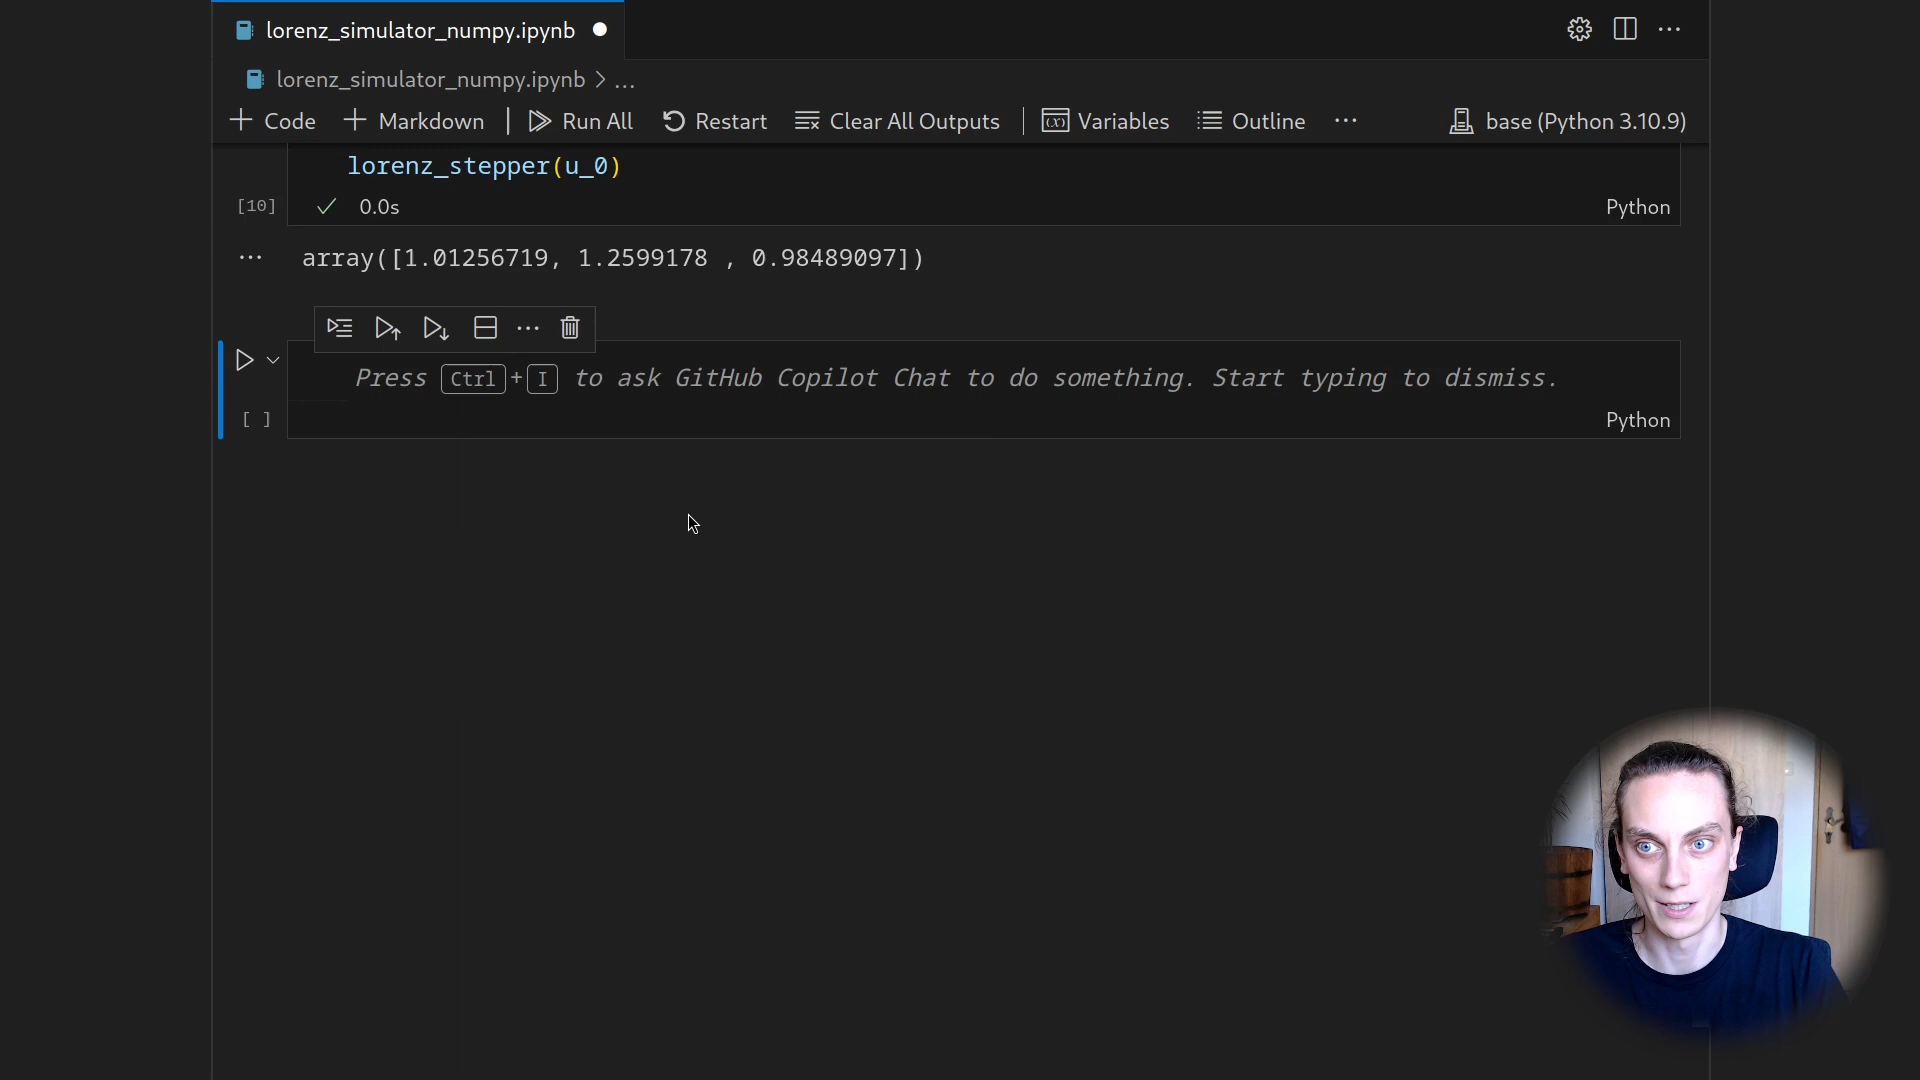 lorenz_simulator_numpy.ipynb
lorenz_simulator_numpy.ipynb > ...
Code Markdown Run All Restart Clear All Outputs Variables Outline ... base (Python 3.10.9)
lorenz_stepper(u_0)
[10] 0.0s Python
... array([1.01256719, 1.2599178 , 0.98489097])
Press Ctrl+I to ask GitHub Copilot Chat to do something. Start typing to dismiss.
[ ] Python